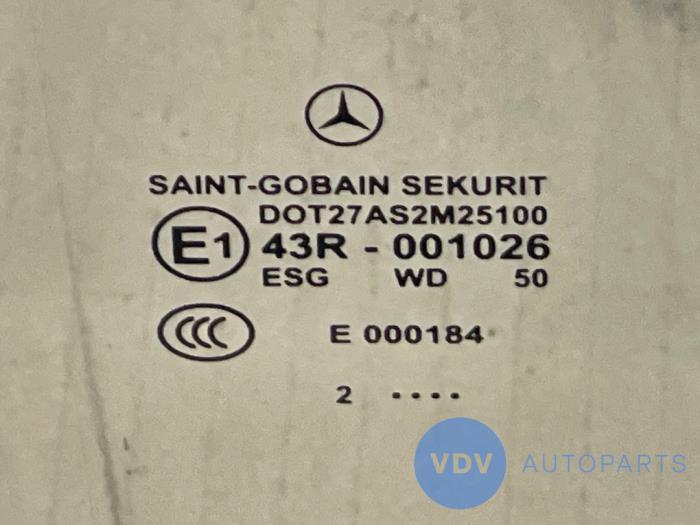 SAINT-GOBAIN SEKURIT
DOT27AS2M25100
E1 43R - 001026
ESG WD 50
CCC E 000184
2 ....
VDV AUTOPARTS